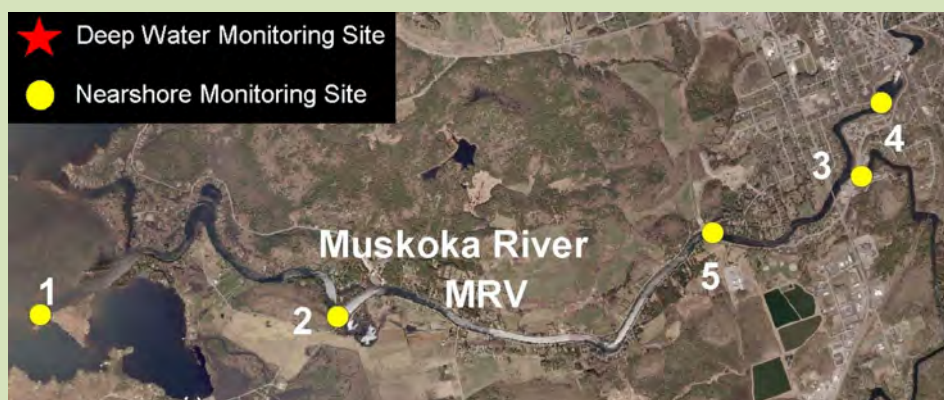 Deep Water Monitoring Site
Nearshore Monitoring Site
1
2
3
4
5
Muskoka River
MRV